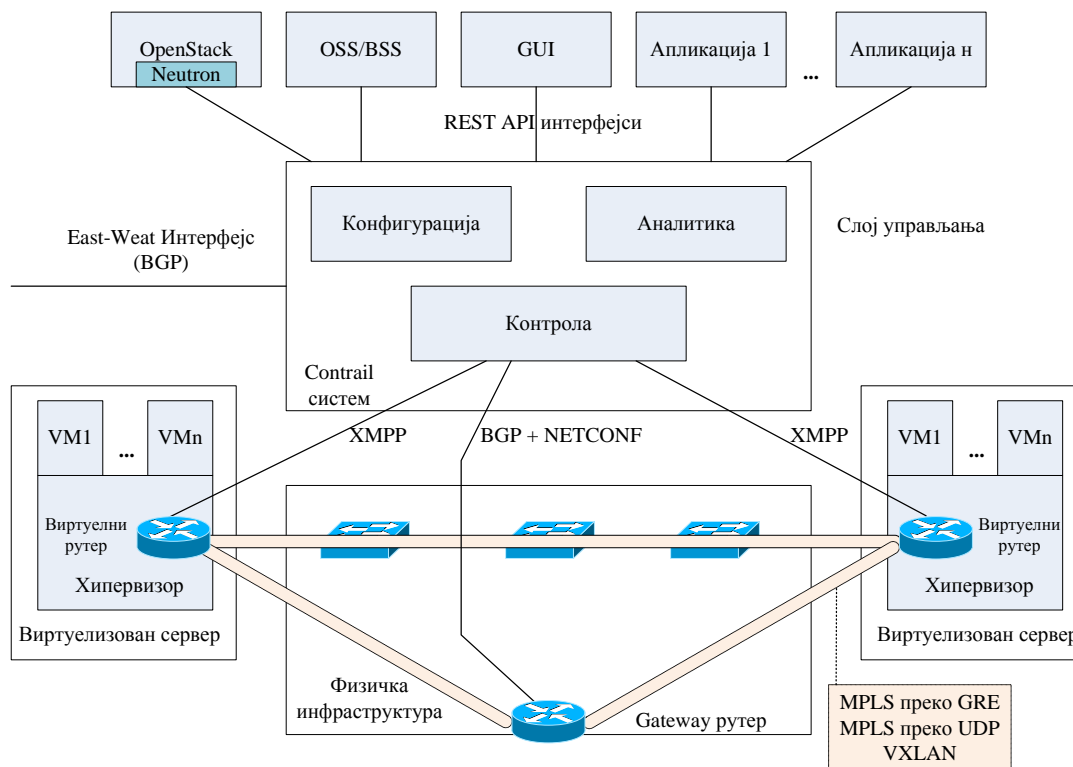 OpenStack
Neutron
OSS/BSS
GUI
Апликација 1
...
Апликација н
REST API интерфејси
Конфигурација
Аналитика
Слој управљања
East-Weat Интерфејс
(BGP)
Контрола
Contrail
систем
XMPP
BGP + NETCONF
XMPP
VM1
...
VMn
Виртуелни
рутер
Хипервизор
Виртуелизован сервер
VM1
...
VMn
Виртуелни
рутер
Хипервизор
Виртуелизован сервер
Физичка
инфраструктура
Gateway рутер
MPLS преко GRE
MPLS преко UDP
VXLAN